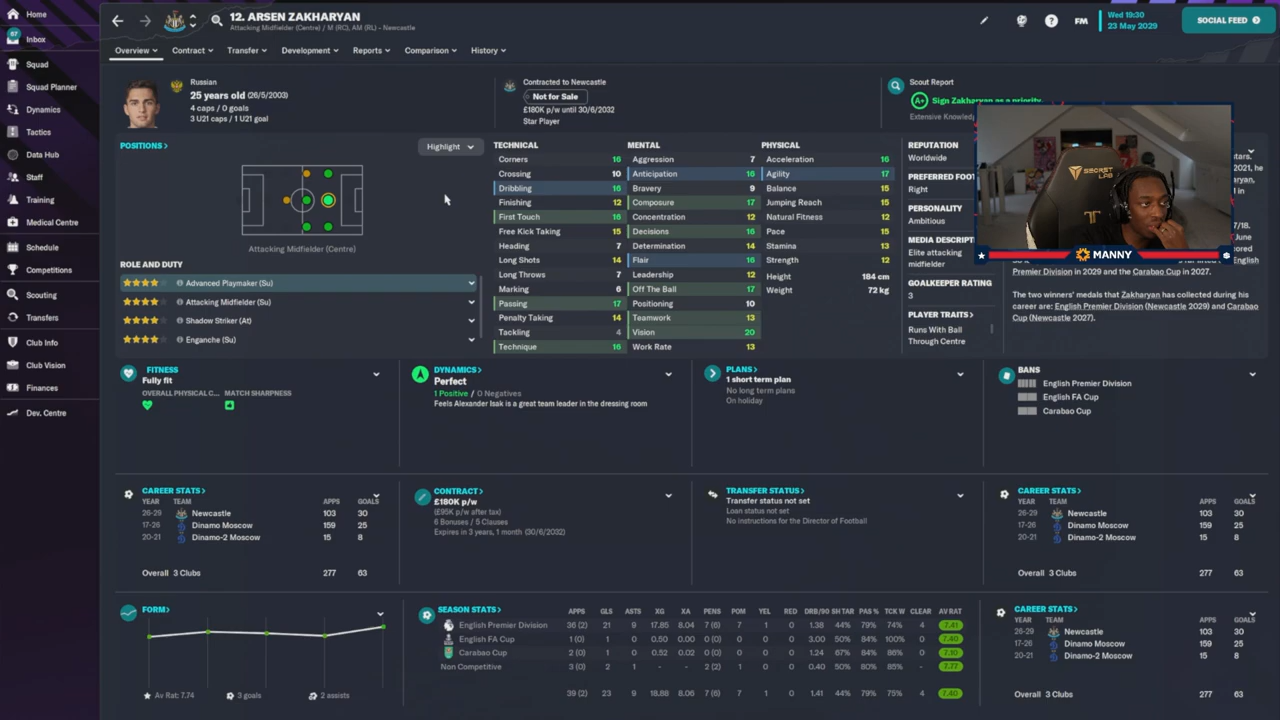 Home
67
Inbox
Squad
Squad Planner
Dynamics
Tactics
Data Hub
Staff
Training
Medical Centre
Schedule
Competitions
Scouting
Transfers
Club Info
Club Vision
Finances
Dev. Centre
12. ARSEN ZAKHARYAN
Attacking Midfielder (Centre) / M (RC), AM (RL) - Newcastle
FM
Wed 19:30
23 May 2029
SOCIAL FEED
Overview Contract Transfer Development Reports Comparison History
Russian
25 years old (26/5/2003)
4 caps / 0 goals
3 U21 caps / 1 U21 goal
Contracted to Newcastle
Not for Sale
£180K p/w until 30/6/2032
Star Player
Scout Report
A+ Sign Zakharyan as a priority
Extensive Knowledg
POSITIONS >
Highlight
Attacking Midfielder (Centre)
ROLE AND DUTY
Advanced Playmaker (Su)
Attacking Midfielder (Su)
Shadow Striker (At)
Enganche (Su)
TECHNICAL
Corners 16
Crossing 10
Dribbling 16
Finishing 12
First Touch 16
Free Kick Taking 15
Heading 7
Long Shots 14
Long Throws 7
Marking 6
Passing 17
Penalty Taking 14
Tackling 4
Technique 16
MENTAL
Aggression 7
Anticipation 16
Bravery 9
Composure 17
Concentration 12
Decisions 16
Determination 14
Flair 16
Leadership 12
Off The Ball 17
Positioning 10
Teamwork 13
Vision 20
Work Rate 13
PHYSICAL
Acceleration 16
Agility 17
Balance 15
Jumping Reach 15
Natural Fitness 12
Pace 15
Stamina 13
Strength 12
Height 184 cm
Weight 72 kg
REPUTATION
Worldwide
PREFERRED FOO
Right
PERSONALITY
Ambitious
MEDIA DESCRIPT
Elite attacking
midfielder
GOALKEEPER RATING
3
PLAYER TRAITS >
Runs With Ball
Through Centre
SECRET LAB
MANNY
Premier Division in 2029 and the Carabao Cup in 2027.
The two winners' medals that Zakharyan has collected during his
career are: English Premier Division (Newcastle 2029) and Carabao
Cup (Newcastle 2027).
FITNESS >
Fully fit
OVERALL PHYSICAL C... MATCH SHARPNESS
DYNAMICS >
Perfect
1 Positive / 0 Negatives
Feels Alexander Isak is a great team leader in the dressing room
PLANS >
1 short term plan
No long term plans
On holiday
BANS
English Premier Division
English FA Cup
Carabao Cup
CAREER STATS >
YEAR TEAM APPS GOALS
26-29 Newcastle 103 30
17-26 Dinamo Moscow 159 25
20-21 Dinamo-2 Moscow 15 8
Overall 3 Clubs 277 63
CONTRACT >
£180K p/w
(£95K p/w after tax)
6 Bonuses / 5 Clauses
Expires in 3 years, 1 month (30/6/2032)
TRANSFER STATUS >
Transfer status not set
Loan status not set
No instructions for the Director of Football
CAREER STATS >
YEAR TEAM APPS GOALS
26-29 Newcastle 103 30
17-26 Dinamo Moscow 159 25
20-21 Dinamo-2 Moscow 15 8
Overall 3 Clubs 277 63
FORM >
Av Rat: 7.74 3 goals 2 assists
SEASON STATS > APPS GLS ASTS XG XA PENS POM YEL RED DRB/90 SH TAR PAS % TCK W CLEAR AV RAT
English Premier Division 36 (2) 21 9 17.85 8.04 7 (6) 7 1 0 1.38 44% 79% 74% 4 7.41
English FA Cup 1 (0) 1 0 0.50 0.00 0 (0) 0 0 0 3.00 50% 84% 100% 0 7.40
Carabao Cup 2 (0) 1 0 0.52 0.02 0 (0) 0 0 0 1.24 67% 84% 86% 0 7.10
Non Competitive 3 (0) 2 1 - - 2 (2) 1 0 0 0.40 50% 80% 85% - 7.77
39 (2) 23 9 18.88 8.06 7 (6) 7 1 0 1.41 44% 79% 75% 4 7.40
CAREER STATS >
YEAR TEAM APPS GOALS
26-29 Newcastle 103 30
17-26 Dinamo Moscow 159 25
20-21 Dinamo-2 Moscow 15 8
Overall 3 Clubs 277 63